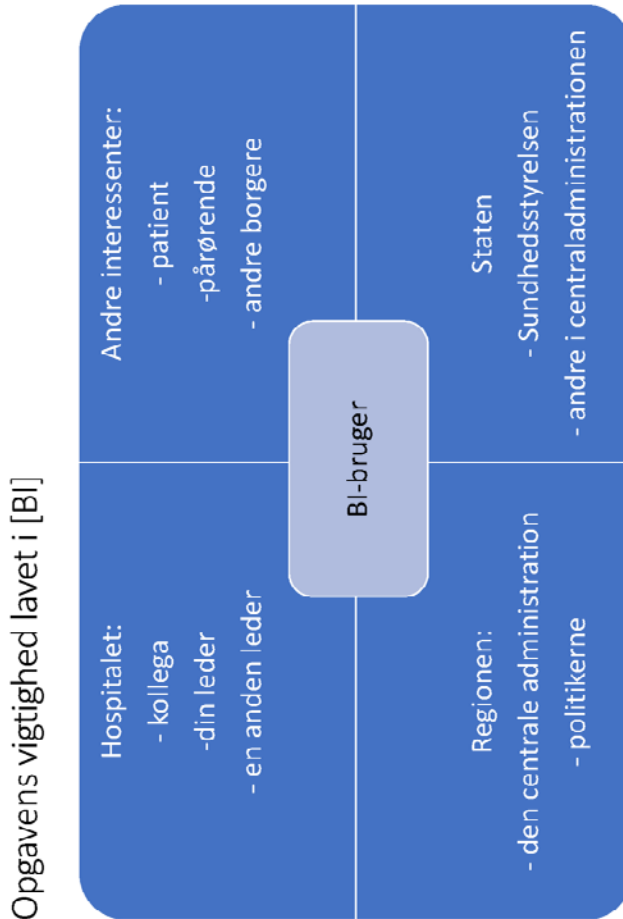 Opgavens vigtighed lavet i [BI]
Hospitalet:
- kollega
-din leder
- en anden leder
Andre interessenter:
- patient
-pårørende
- andre borgere
BI-bruger
Regionen:
- den centrale administration
- politikerne
Staten
- Sundhedsstyrelsen
- andre i centraladministrationen